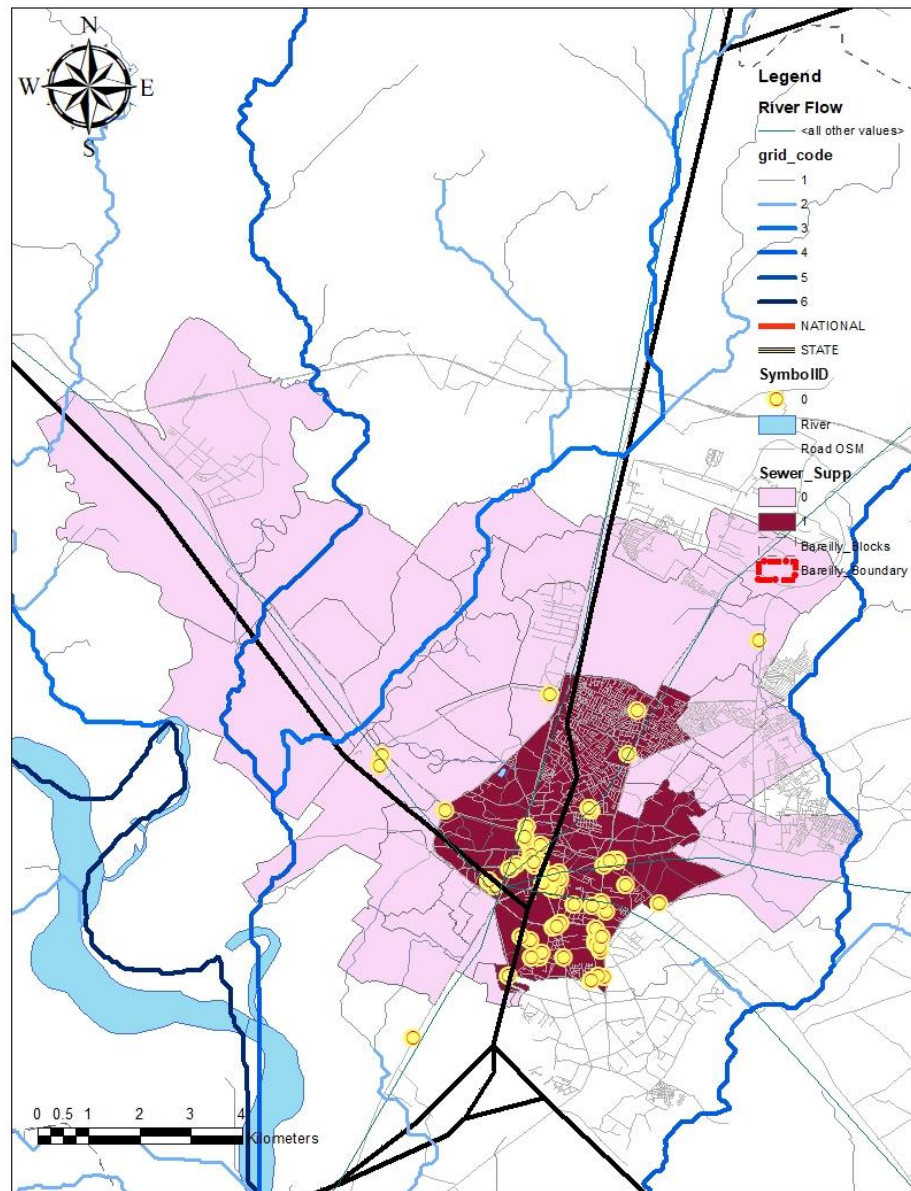 N
W E
S
Legend
River Flow
<all other values>
grid_code
1
2
3
4
5
6
NATIONAL
STATE
SymbolID
0
River
Road OSM
Sewer_Supp
0
1
Bareilly_Blocks
Bareilly_Boundary
0 0.5 1 2 3 4
Kilometers